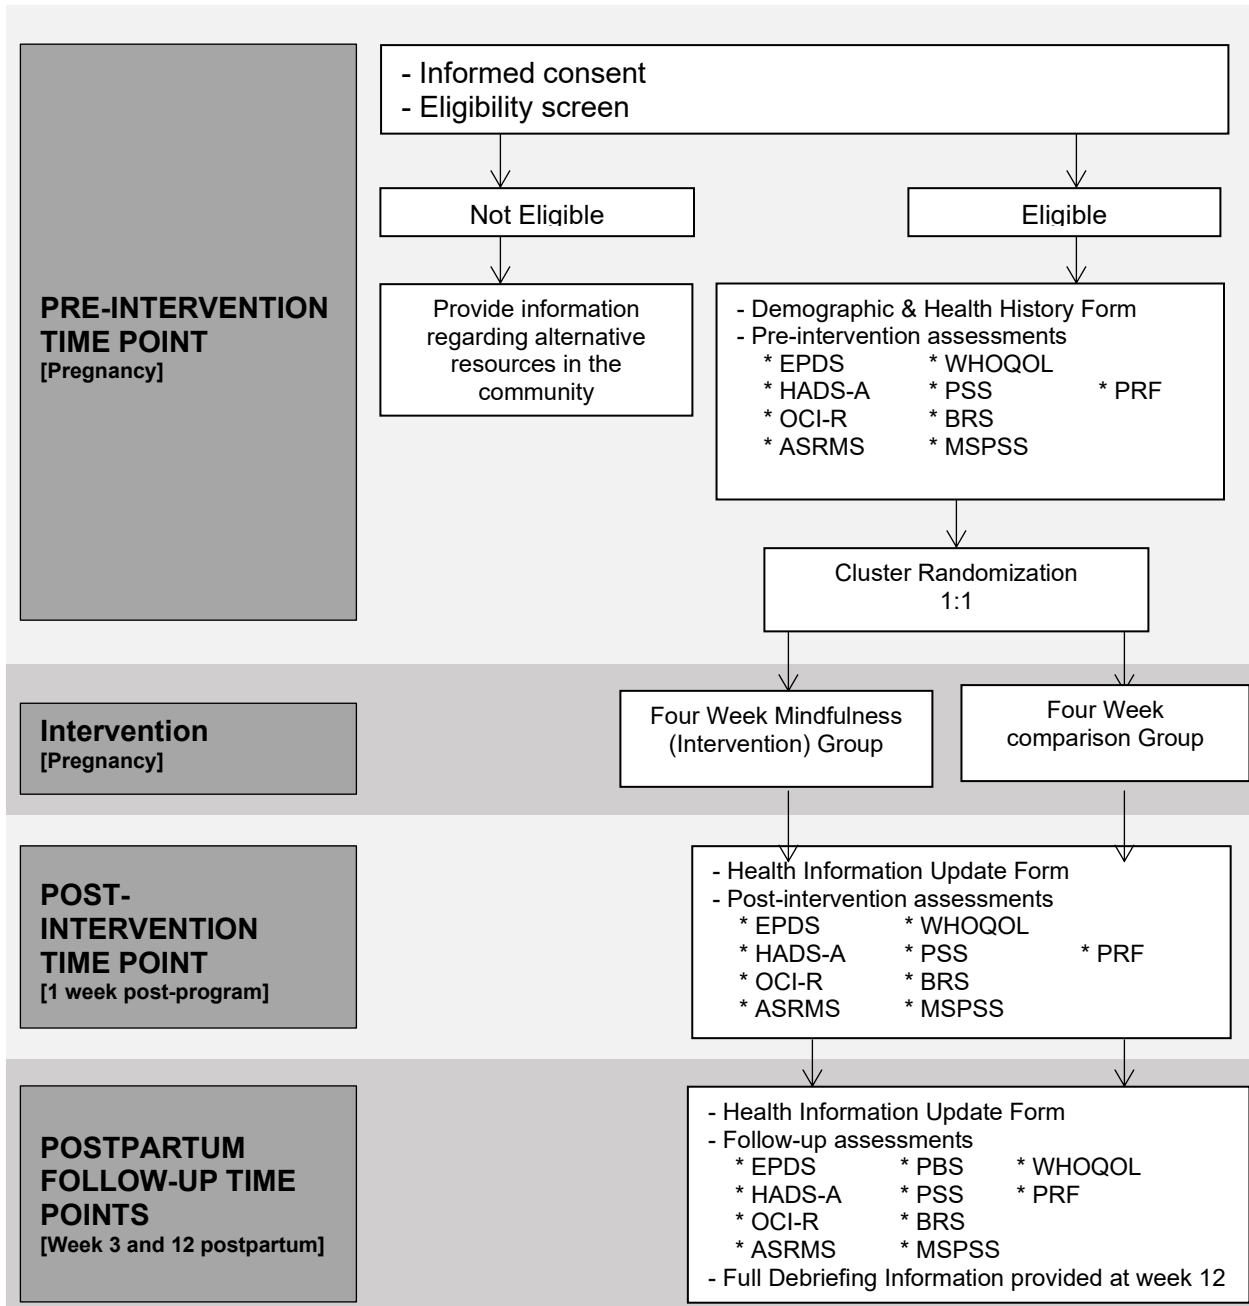 - Informed consent
- Eligibility screen
Not Eligible
Eligible
PRE-INTERVENTION
TIME POINT
[Pregnancy]
Provide information
regarding alternative
resources in the
community
- Demographic & Health History Form
- Pre-intervention assessments
* EPDS * WHOQOL
* HADS-A * PSS * PRF
* OCI-R * BRS
* ASRMS * MSPSS
Cluster Randomization
1:1
Intervention
[Pregnancy]
Four Week Mindfulness
(Intervention) Group
Four Week
comparison Group
POST-
INTERVENTION
TIME POINT
[1 week post-program]
- Health Information Update Form
- Post-intervention assessments
* EPDS * WHOQOL
* HADS-A * PSS * PRF
* OCI-R * BRS
* ASRMS * MSPSS
POSTPARTUM
FOLLOW-UP TIME
POINTS
[Week 3 and 12 postpartum]
- Health Information Update Form
- Follow-up assessments
* EPDS * PBS * WHOQOL
* HADS-A * PSS * PRF
* OCI-R * BRS
* ASRMS * MSPSS
- Full Debriefing Information provided at week 12